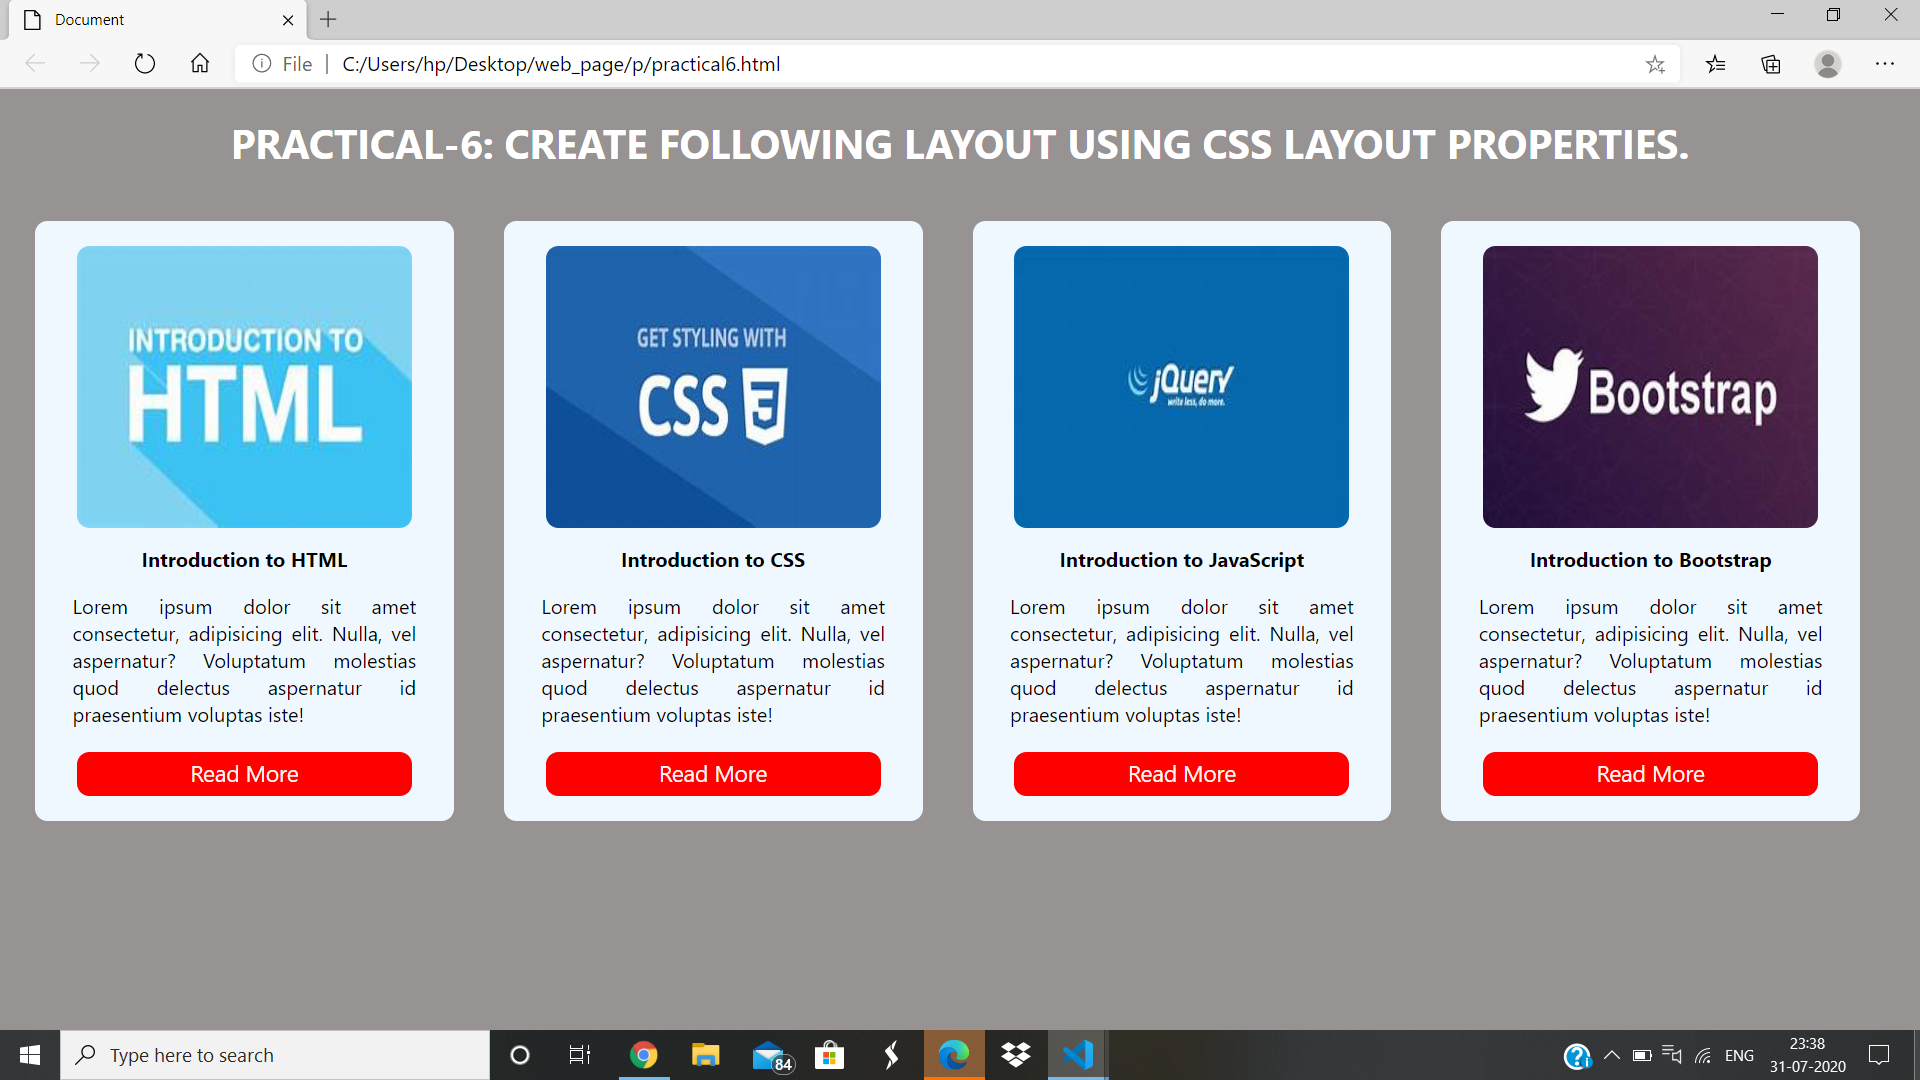 Document
File
C:/Users/hp/Desktop/web_page/p/practical6.html
PRACTICAL-6: CREATE FOLLOWING LAYOUT USING CSS LAYOUT PROPERTIES.
INTRODUCTION TO
HTML
Introduction to HTML
Lorem ipsum dolor sit amet
consectetur, adipisicing elit. Nulla, vel
aspernatur? Voluptatum molestias
quod delectus aspernatur id
praesentium voluptas iste!
Read More
GET STYLING WITH
CSS 3
Introduction to CSS
Lorem ipsum dolor sit amet
consectetur, adipisicing elit. Nulla, vel
aspernatur? Voluptatum molestias
quod delectus aspernatur id
praesentium voluptas iste!
Read More
jQuery
write less, do more.
Introduction to JavaScript
Lorem ipsum dolor sit amet
consectetur, adipisicing elit. Nulla, vel
aspernatur? Voluptatum molestias
quod delectus aspernatur id
praesentium voluptas iste!
Read More
Bootstrap
Introduction to Bootstrap
Lorem ipsum dolor sit amet
consectetur, adipisicing elit. Nulla, vel
aspernatur? Voluptatum molestias
quod delectus aspernatur id
praesentium voluptas iste!
Read More
Type here to search
84
ENG
23:38
31-07-2020